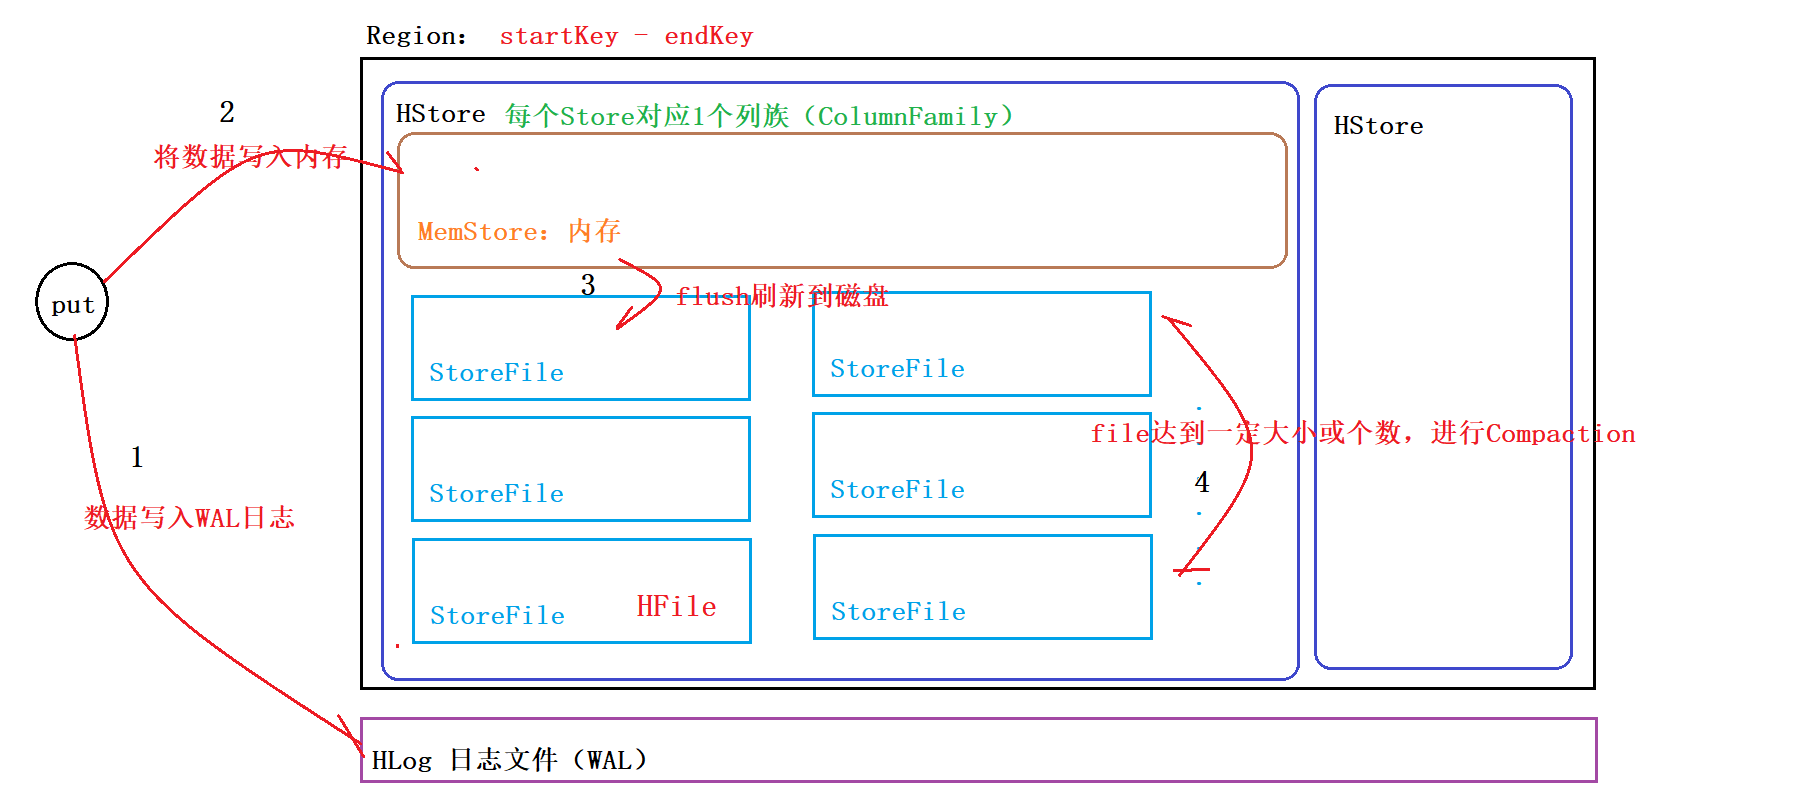 Region： startKey - endKey
2
将数据写入内存
HStore 每个Store对应1个列族（ColumnFamily）
HStore
MemStore：内存
put
3
flush刷新到磁盘
StoreFile
StoreFile
file达到一定大小或个数，进行Compaction
1
4
StoreFile
StoreFile
数据写入WAL日志
StoreFile
HFile
StoreFile
HLog 日志文件（WAL）